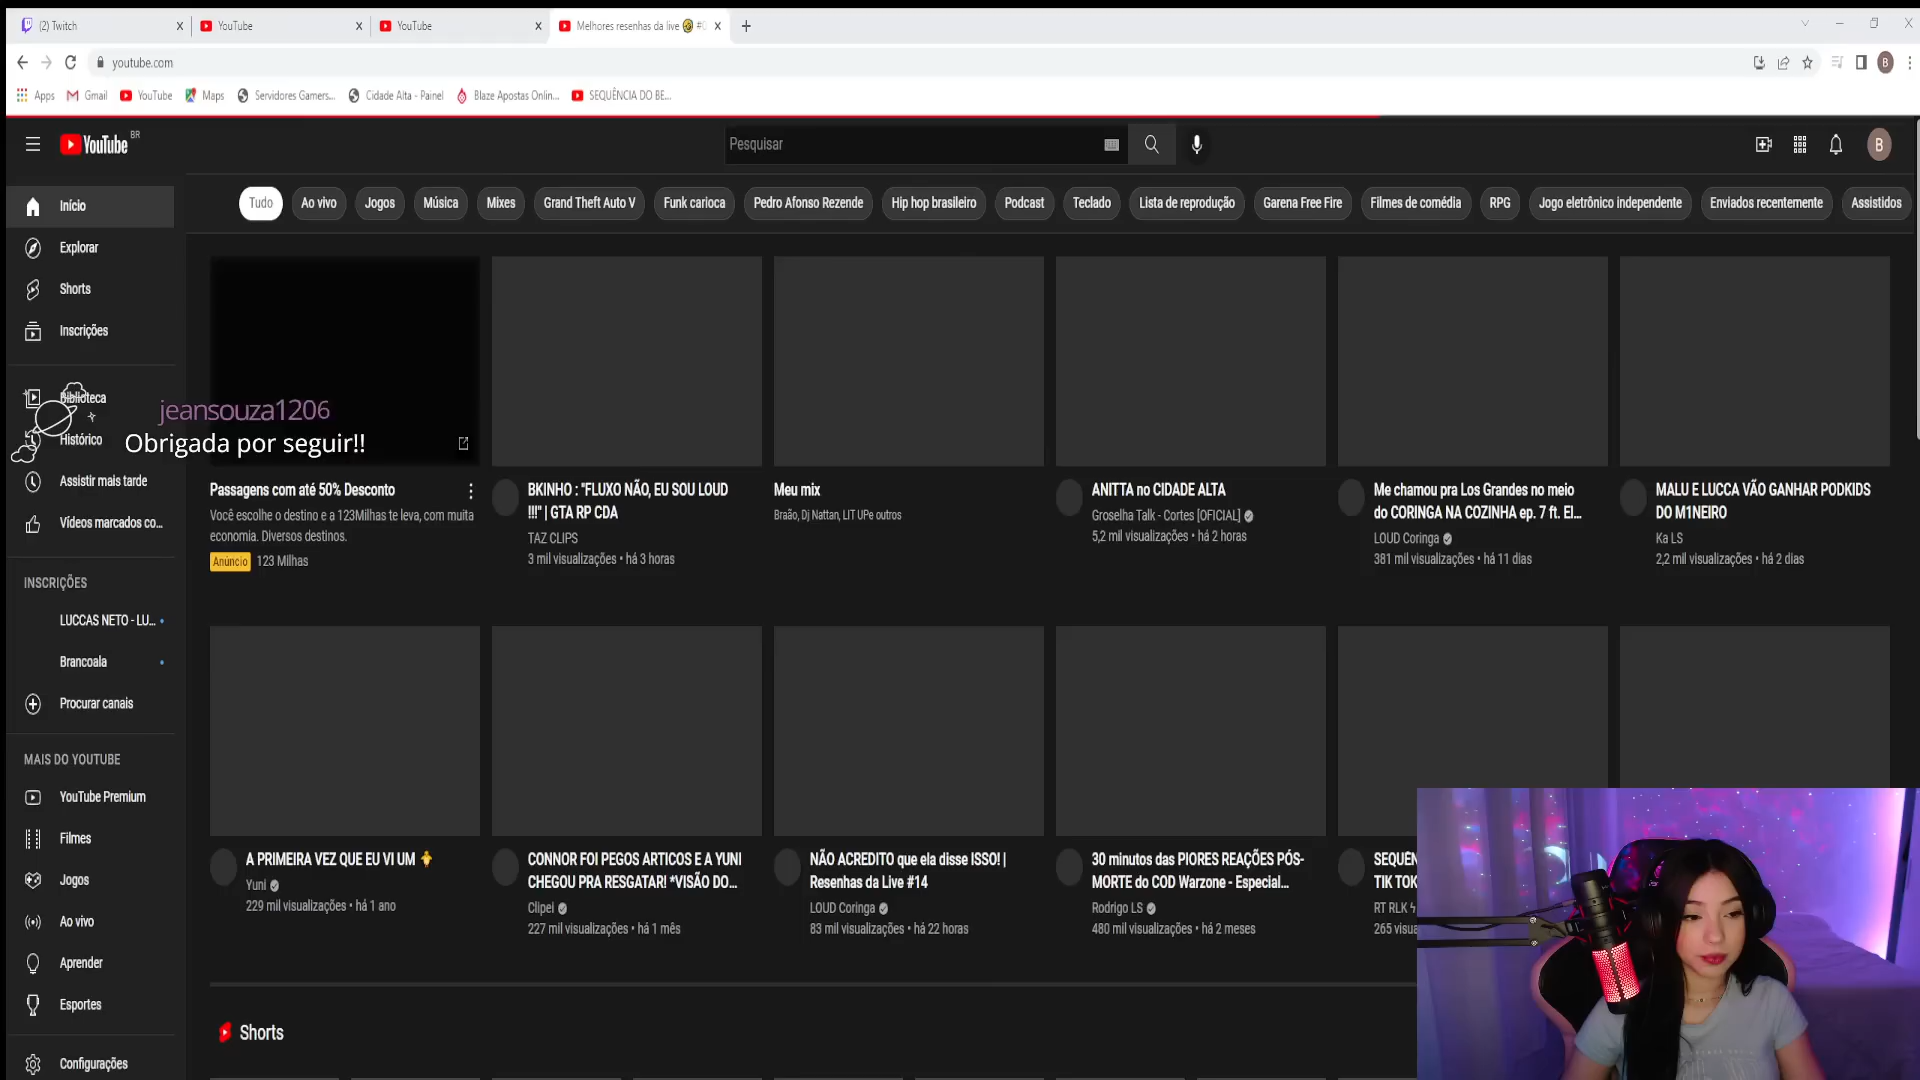 (2) Twitch
YouTube
YouTube
Melhores resenhas da live
youtube.com
B
Apps
Gmail
YouTube
Maps
Servidores Gamers...
Cidade Alta - Painel
Blaze Apostas Onlin...
SEQUÊNCIA DO BE...
YouTube BR
Pesquisar
B
Início
Explorar
Shorts
Inscrições
Biblioteca
Histórico
Assistir mais tarde
Vídeos marcados co...
INSCRIÇÕES
LUCCAS NETO - LU...
Brancoala
Procurar canais
MAIS DO YOUTUBE
YouTube Premium
Filmes
Jogos
Ao vivo
Aprender
Esportes
Configurações
Tudo
Ao vivo
Jogos
Música
Mixes
Grand Theft Auto V
Funk carioca
Pedro Afonso Rezende
Hip hop brasileiro
Podcast
Teclado
Lista de reprodução
Garena Free Fire
Filmes de comédia
RPG
Jogo eletrônico independente
Enviados recentemente
Assistidos
jeansouza1206
Obrigada por seguir!!
Passagens com até 50% Desconto
Você escolhe o destino e a 123Milhas te leva, com muita
economia. Diversos destinos.
Anúncio 123 Milhas
BKINHO : "FLUXO NÃO, EU SOU LOUD
!!!" | GTA RP CDA
TAZ CLIPS
3 mil visualizações • há 3 horas
Meu mix
Braão, Dj Nattan, LIT UPe outros
ANITTA no CIDADE ALTA
Groselha Talk - Cortes [OFICIAL]
5,2 mil visualizações • há 2 horas
Me chamou pra Los Grandes no meio
do CORINGA NA COZINHA ep. 7 ft. El...
LOUD Coringa
381 mil visualizações • há 11 dias
MALU E LUCCA VÃO GANHAR PODKIDS
DO M1NEIRO
Ka LS
2,2 mil visualizações • há 2 dias
A PRIMEIRA VEZ QUE EU VI UM
Yuni
229 mil visualizações • há 1 ano
CONNOR FOI PEGOS ARTICOS E A YUNI
CHEGOU PRA RESGATAR! *VISÃO DO...
Clipei
227 mil visualizações • há 1 mês
NÃO ACREDITO que ela disse ISSO! |
Resenhas da Live #14
LOUD Coringa
83 mil visualizações • há 22 horas
30 minutos das PIORES REAÇÕES PÓS-
MORTE do COD Warzone - Especial...
Rodrigo LS
480 mil visualizações • há 2 meses
SEQUÊN
TIK TOK
RT RLK
265 visua
Shorts